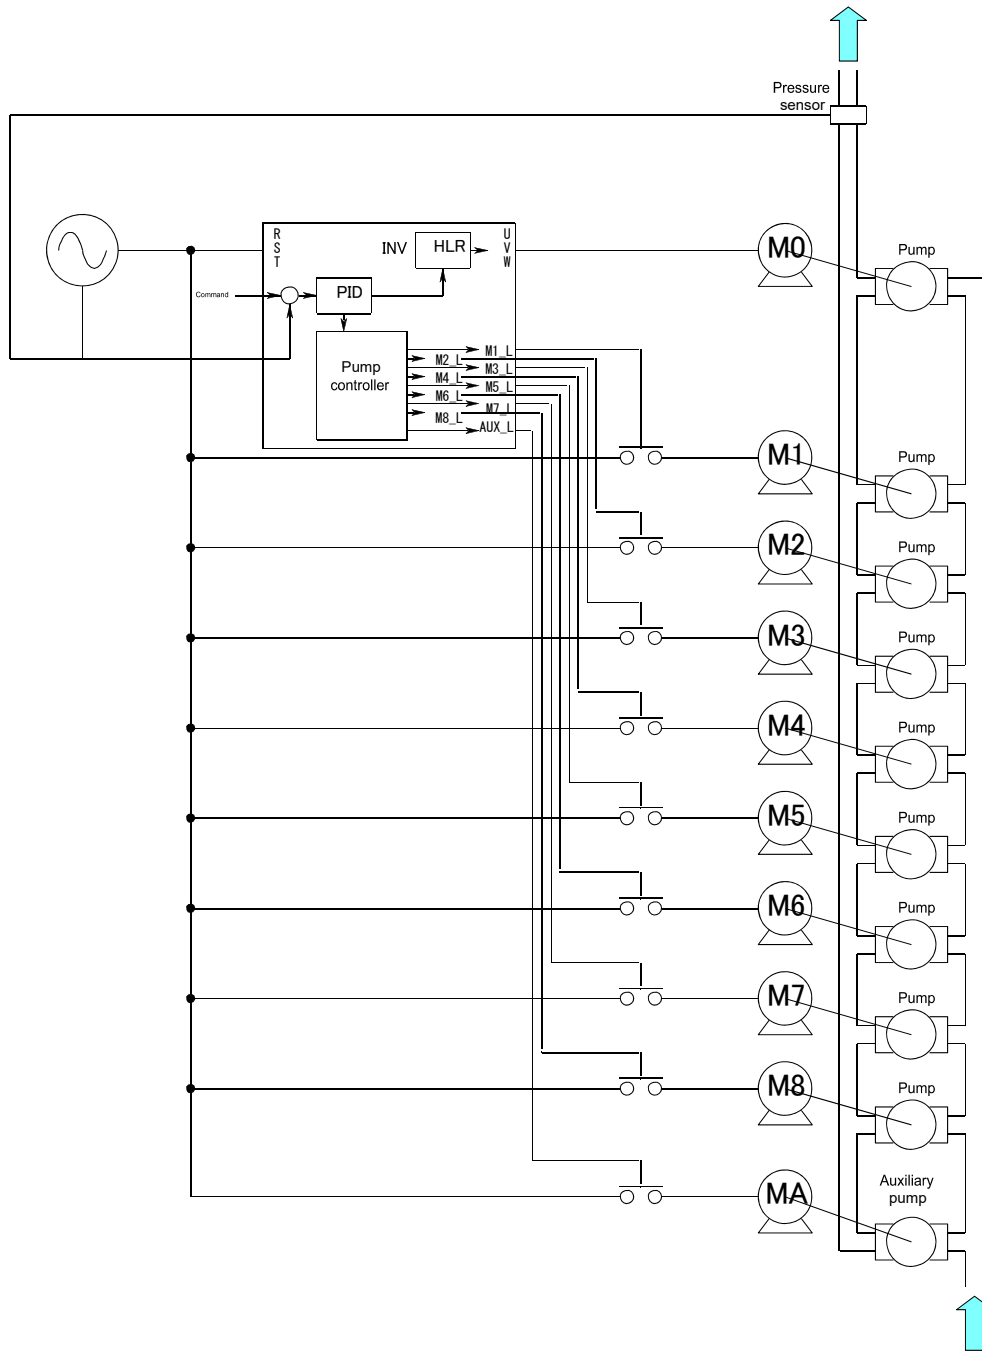 Pressure
sensor
R
S
T
INV
HLR
U
V
W
M0
Pump
Command
PID
Pump
controller
M1_L
M2_L
M3_L
M4_L
M5_L
M6_L
M7_L
M8_L
AUX_L
M1
Pump
M2
Pump
M3
Pump
M4
Pump
M5
Pump
M6
Pump
M7
Pump
M8
Pump
MA
Auxiliary
pump